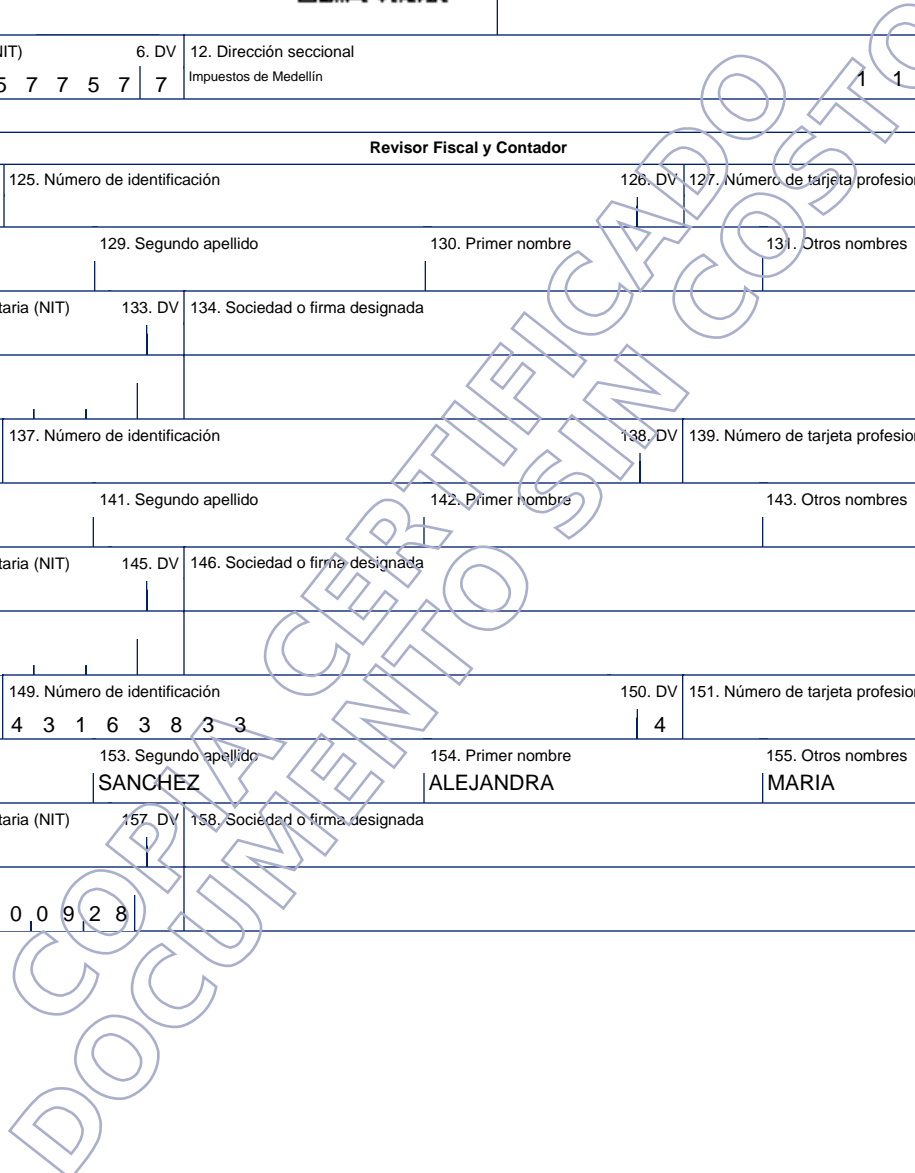 NIT) 6. DV 12. Dirección seccional
5 7 7 5 7 7 Impuestos de Medellín 1 1
Revisor Fiscal y Contador
125. Número de identificación 126. DV 127. Número de tarjeta profesion
129. Segundo apellido 130. Primer nombre 131. Otros nombres
taria (NIT) 133. DV 134. Sociedad o firma designada
137. Número de identificación 138. DV 139. Número de tarjeta profesion
141. Segundo apellido 142. Primer nombre 143. Otros nombres
taria (NIT) 145. DV 146. Sociedad o firma designada
149. Número de identificación 150. DV 151. Número de tarjeta profesion
4 3 1 6 3 8 3 3 4
153. Segundo apellido 154. Primer nombre 155. Otros nombres
SANCHEZ ALEJANDRA MARIA
taria (NIT) 157. DV 158. Sociedad o firma designada
0 0 9 2 8
COPIA CERTIFICADO
DOCUMENTO SIN COSTO